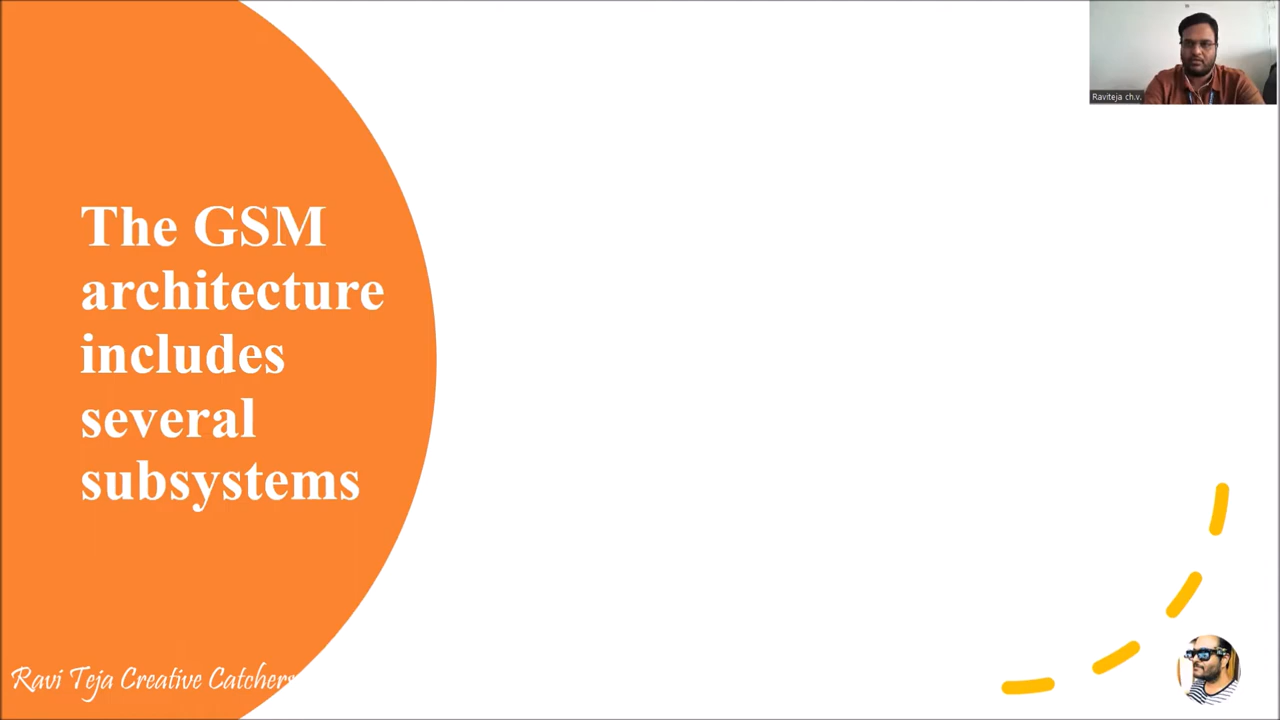 Raviteja ch.v.
The GSM
architecture
includes
several
subsystems
Ravi Teja Creative Catchers